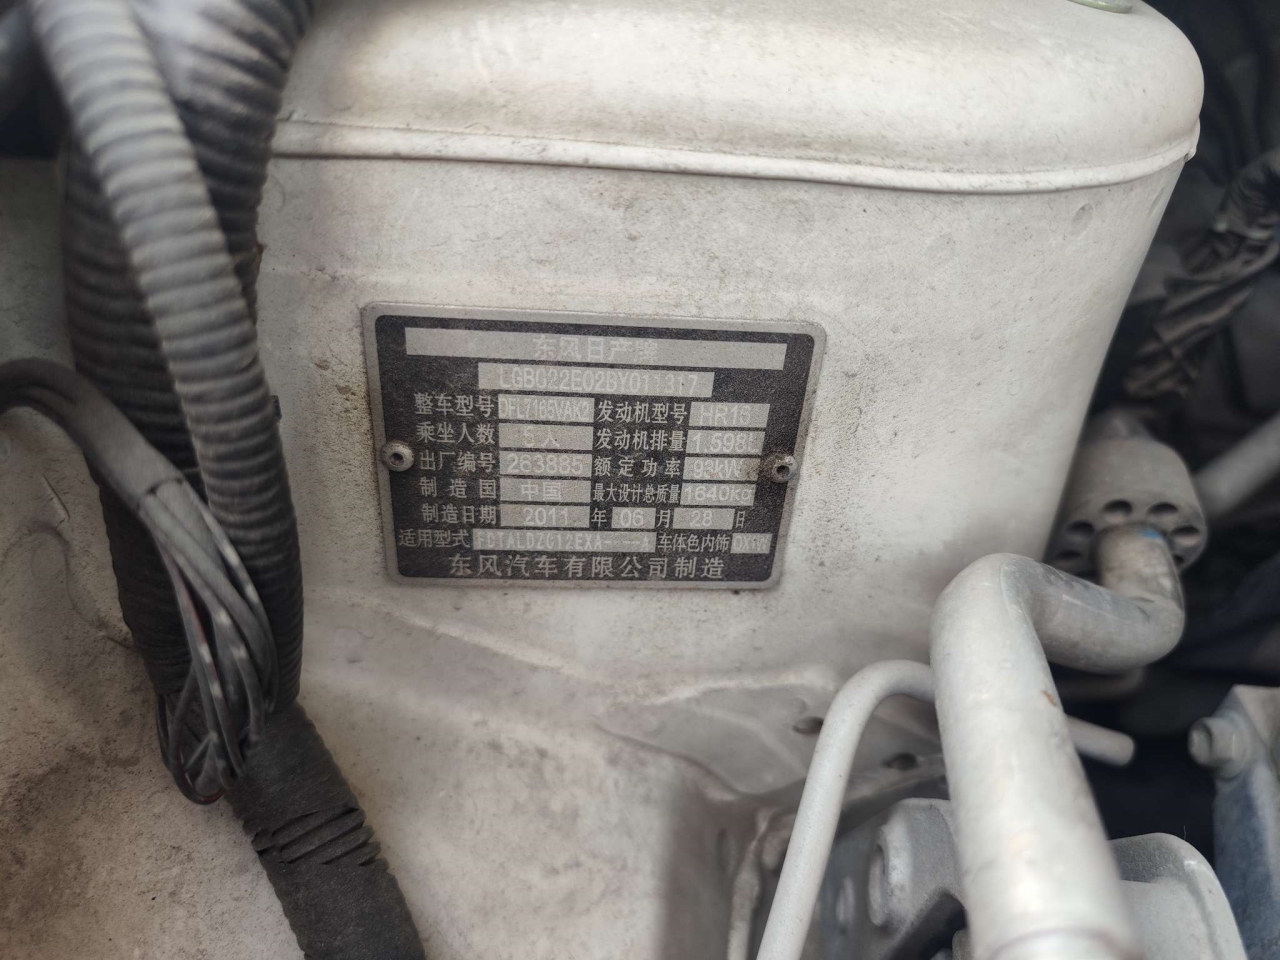 东风日产牌
整车型号 DFL7165VAK2 发动机型号 HR16
乘坐人数 5人 发动机排量 1.598L
出厂编号 263885 额定功率 93kW
制造国 中国 最大设计总质量 1640kg
制造日期 2011 年 06 月 28 日
适用型式 车体色内饰
东风汽车有限公司制造